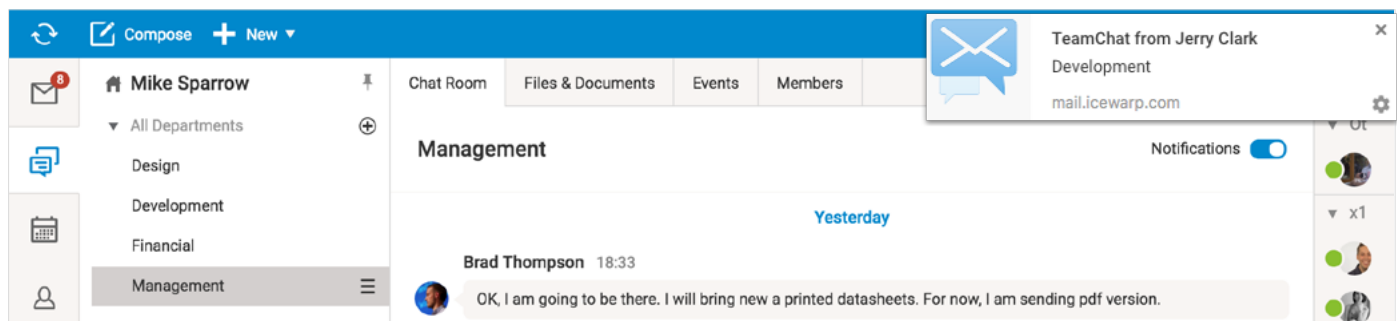 Compose
New
TeamChat from Jerry Clark
Development
mail.icewarp.com
8
Mike Sparrow
All Departments
Design
Development
Financial
Management
Chat Room
Files & Documents
Events
Members
Management
Notifications
Yesterday
Brad Thompson 18:33
OK, I am going to be there. I will bring new a printed datasheets. For now, I am sending pdf version.
x1